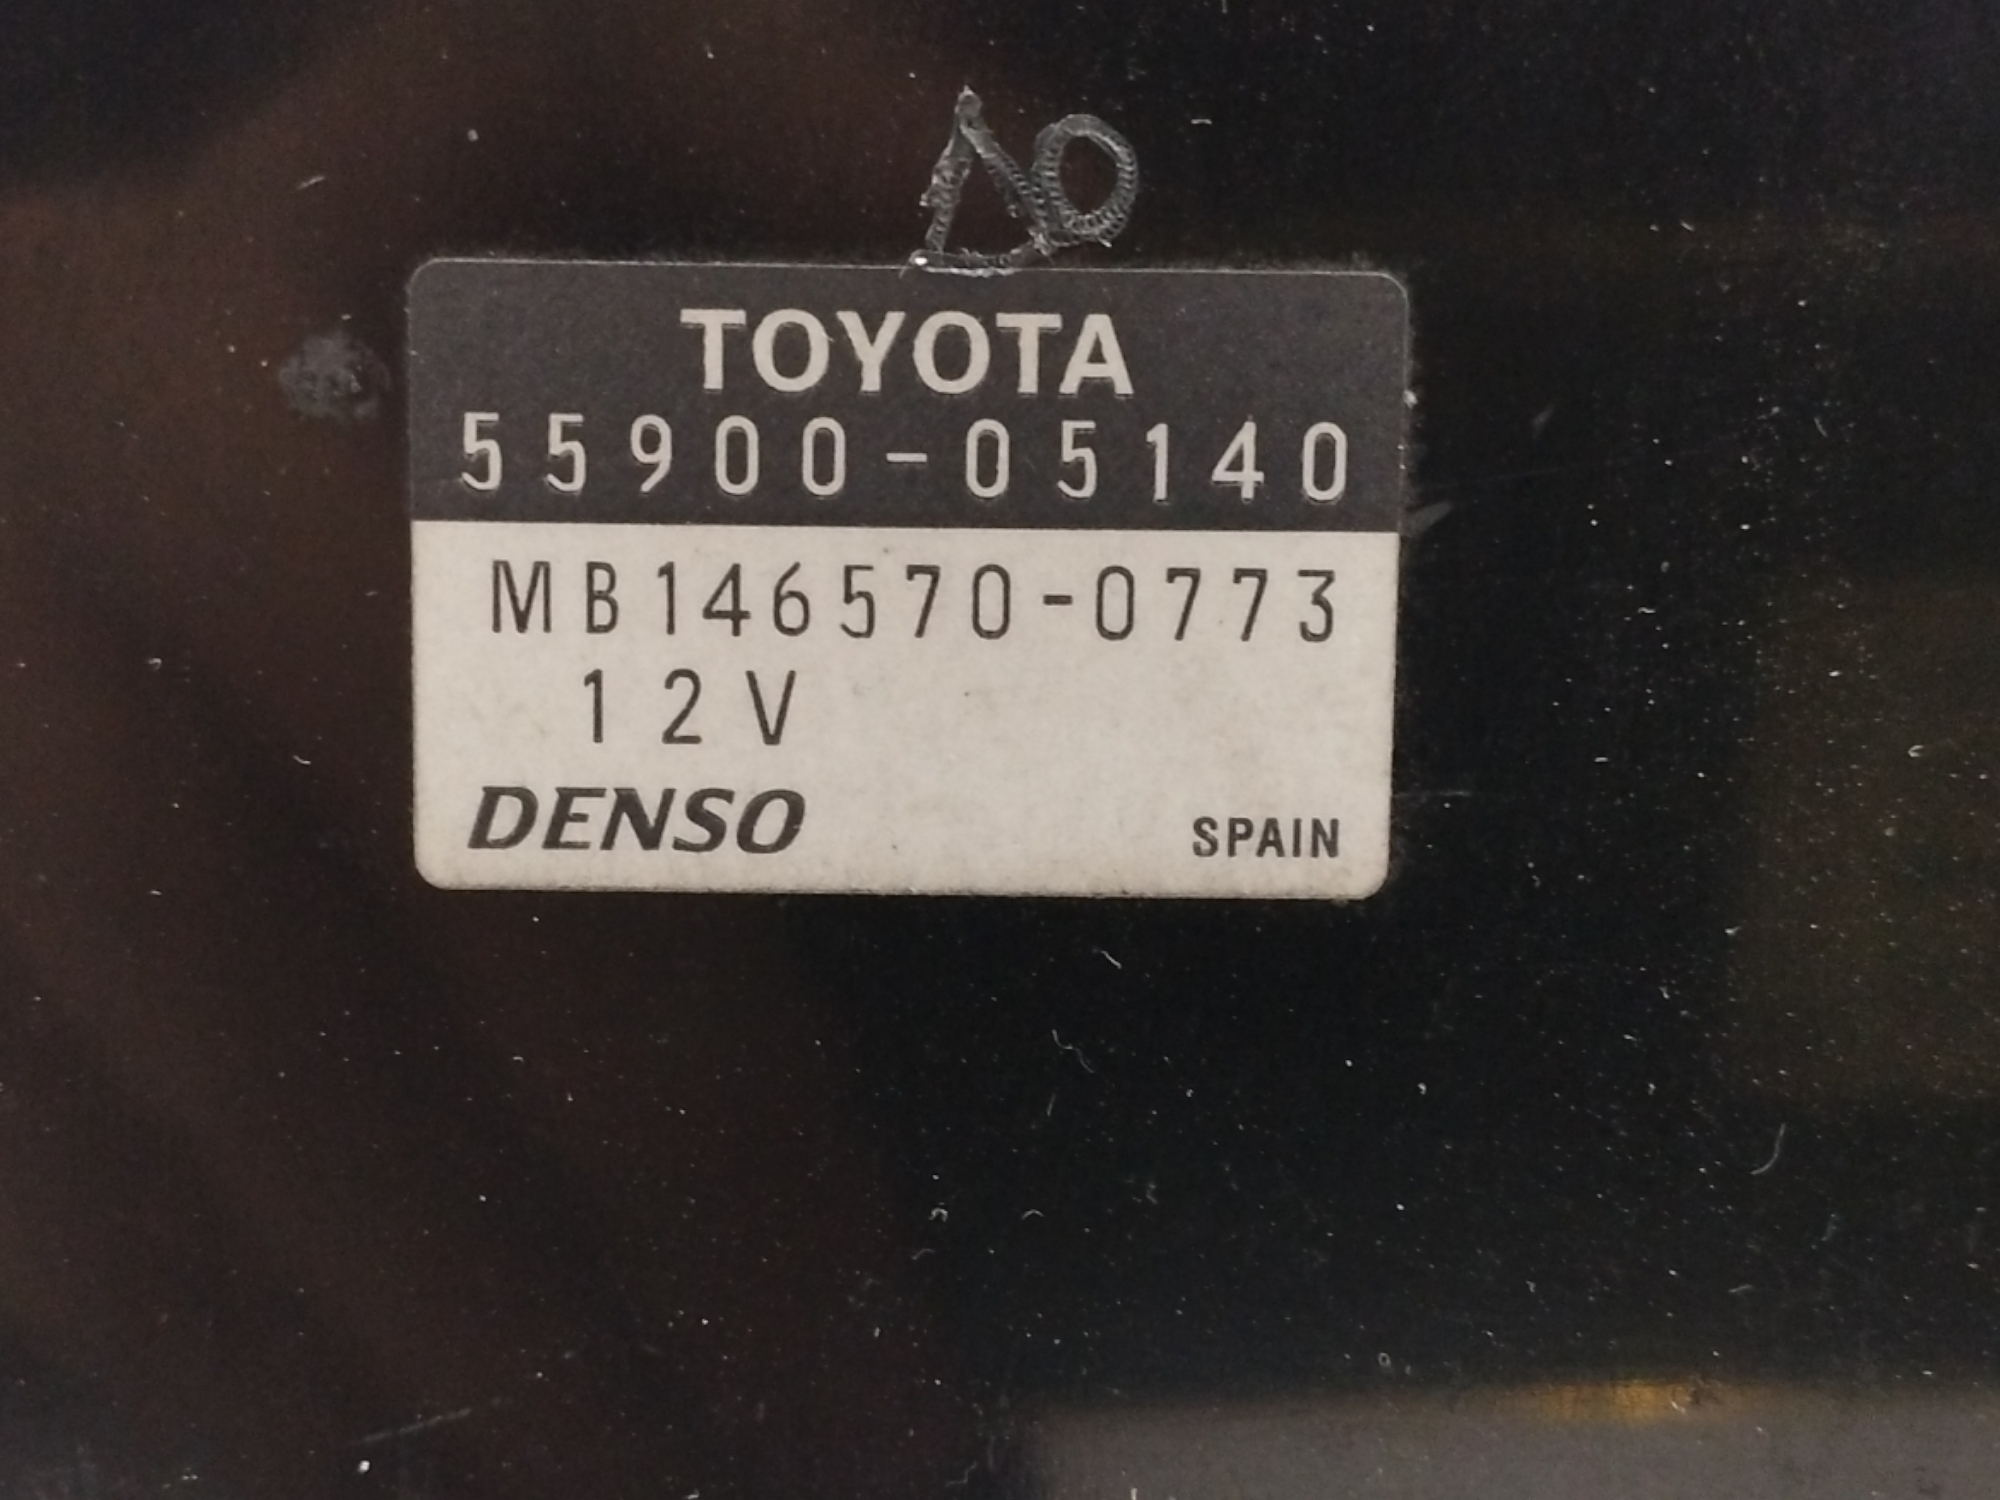 TOYOTA
55900-05140
MB146570-0773
12V
DENSO
SPAIN